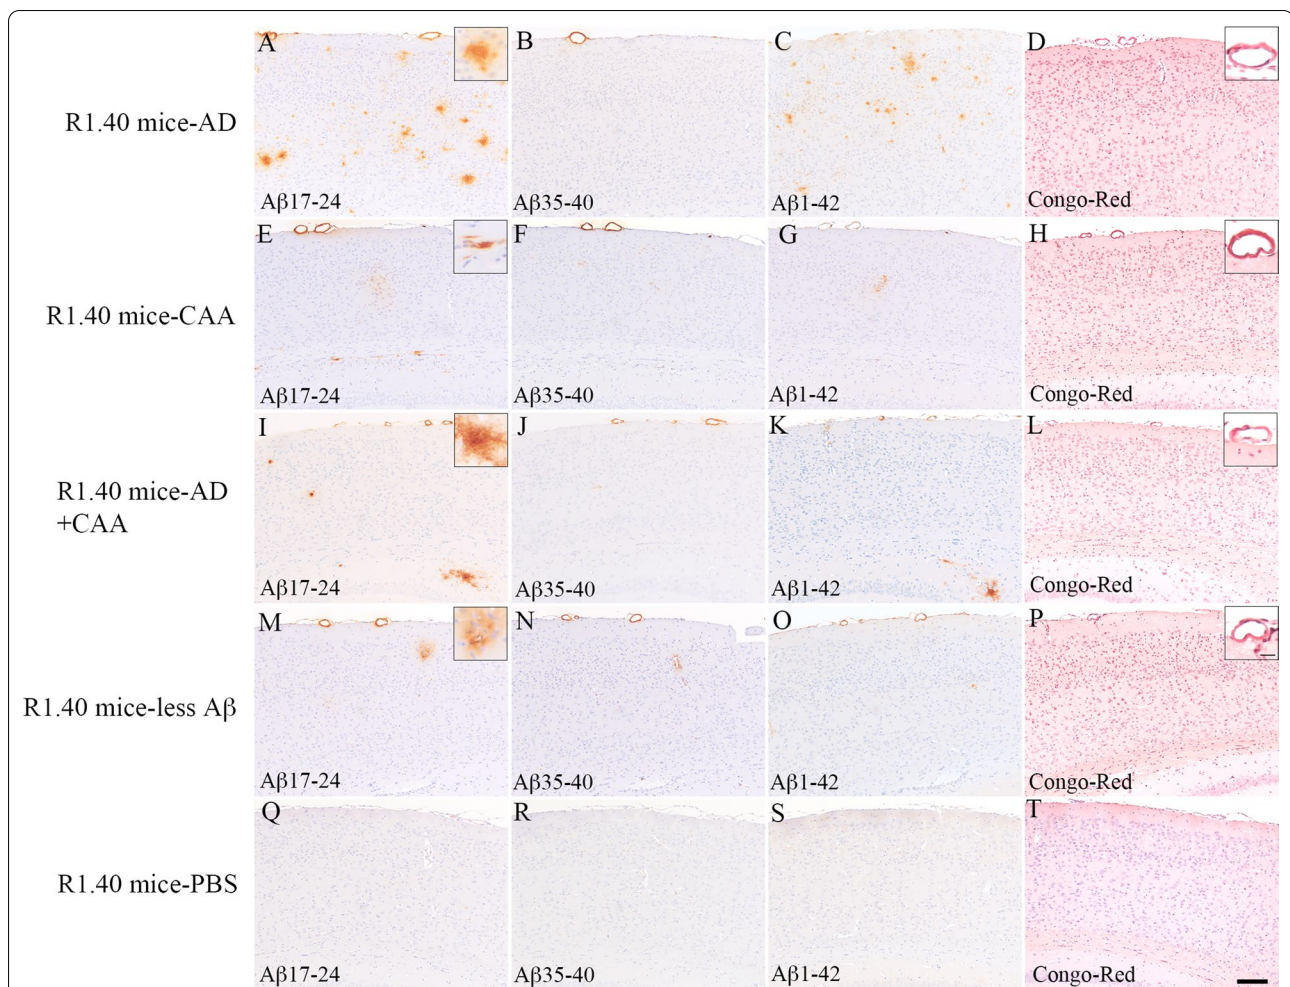 A B C D
R1.40 mice-AD
Aβ17-24 Aβ35-40 Aβ1-42 Congo-Red
E F G H
R1.40 mice-CAA
Aβ17-24 Aβ35-40 Aβ1-42 Congo-Red
I J K L
R1.40 mice-AD
+CAA
Aβ17-24 Aβ35-40 Aβ1-42 Congo-Red
M N O P
R1.40 mice-less Aβ
Aβ17-24 Aβ35-40 Aβ1-42 Congo-Red
Q R S T
R1.40 mice-PBS
Aβ17-24 Aβ35-40 Aβ1-42 Congo-Red